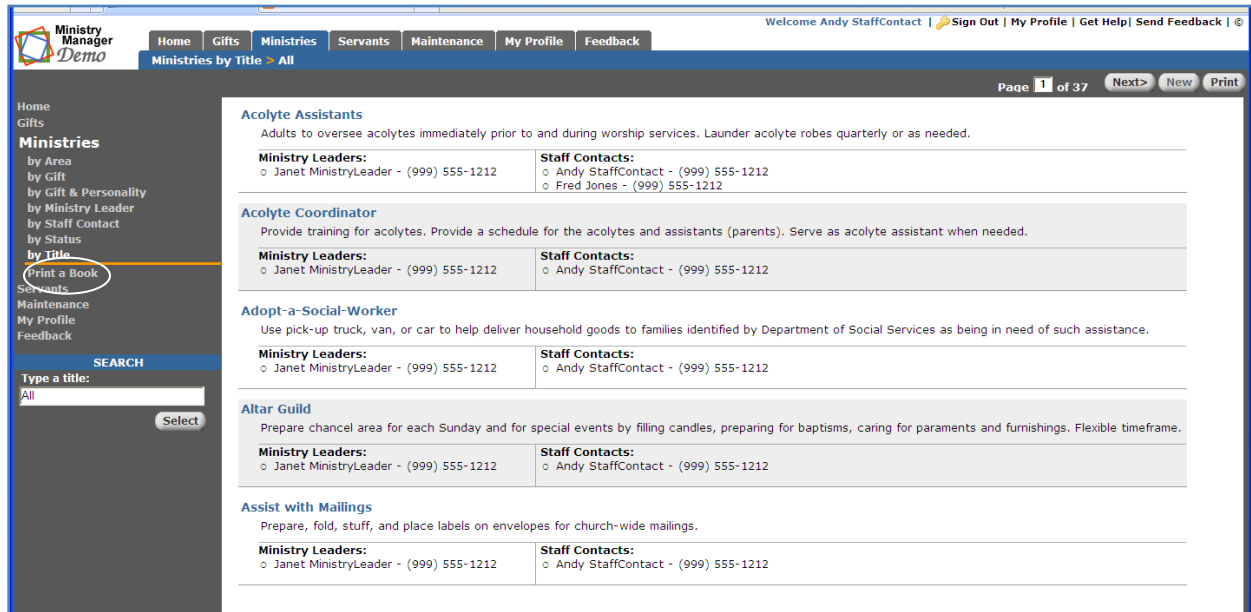 Welcome Andy StaffContact | Sign Out | My Profile | Get Help| Send Feedback | ©
Ministry
Manager
Demo
Home Gifts Ministries Servants Maintenance My Profile Feedback
Ministries by Title > All
Page 1 of 37 Next> New Print
Home
Gifts
Ministries
by Area
by Gift
by Gift & Personality
by Ministry Leader
by Staff Contact
by Status
by Title
Print a Book
Servants
Maintenance
My Profile
Feedback
SEARCH
Type a title:
All
Select
Acolyte Assistants
Adults to oversee acolytes immediately prior to and during worship services. Launder acolyte robes quarterly or as needed.
Ministry Leaders: Staff Contacts:
o Janet MinistryLeader - (999) 555-1212 o Andy StaffContact - (999) 555-1212
o Fred Jones - (999) 555-1212
Acolyte Coordinator
Provide training for acolytes. Provide a schedule for the acolytes and assistants (parents). Serve as acolyte assistant when needed.
Ministry Leaders: Staff Contacts:
o Janet MinistryLeader - (999) 555-1212 o Andy StaffContact - (999) 555-1212
Adopt-a-Social-Worker
Use pick-up truck, van, or car to help deliver household goods to families identified by Department of Social Services as being in need of such assistance.
Ministry Leaders: Staff Contacts:
o Janet MinistryLeader - (999) 555-1212 o Andy StaffContact - (999) 555-1212
Altar Guild
Prepare chancel area for each Sunday and for special events by filling candles, preparing for baptisms, caring for paraments and furnishings. Flexible timeframe.
Ministry Leaders: Staff Contacts:
o Janet MinistryLeader - (999) 555-1212 o Andy StaffContact - (999) 555-1212
Assist with Mailings
Prepare, fold, stuff, and place labels on envelopes for church-wide mailings.
Ministry Leaders: Staff Contacts:
o Janet MinistryLeader - (999) 555-1212 o Andy StaffContact - (999) 555-1212